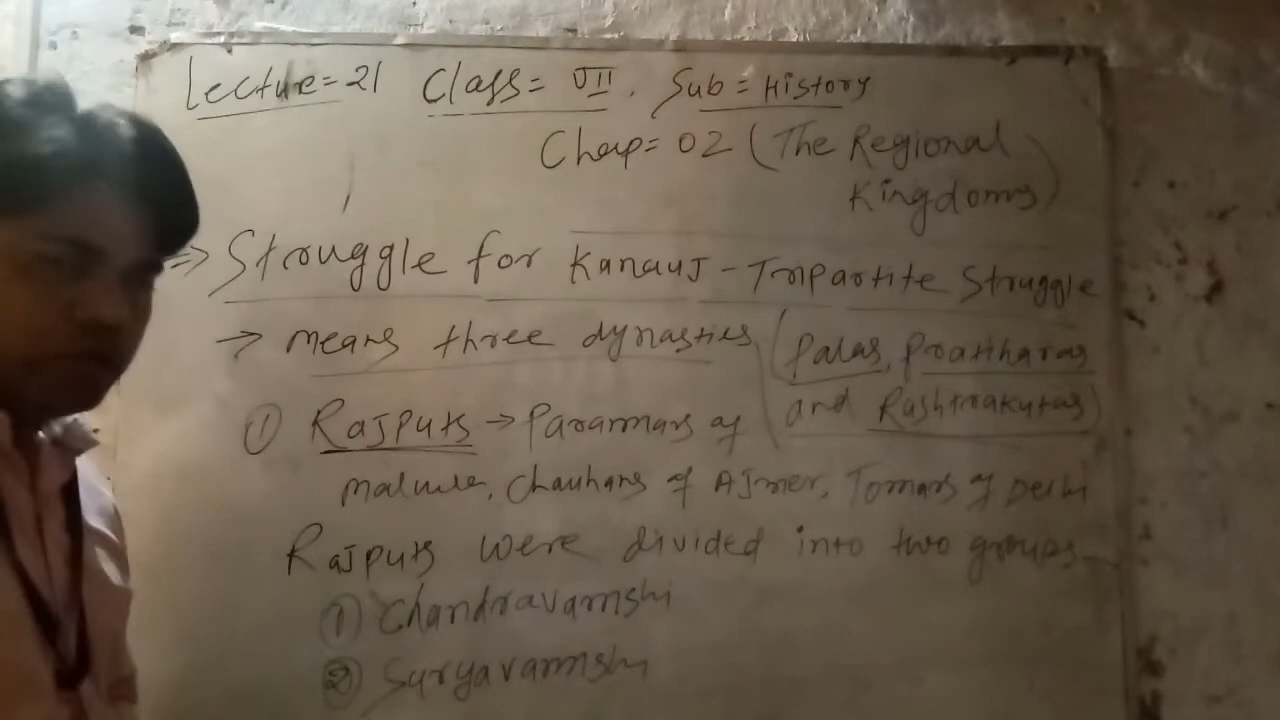 Lecture=21 Class= VII. Sub=History
Chap= 02 (The Regional
Kingdoms)
⇒ Struggle for Kanauj - Tripartite Struggle
→ means three dynasties (Palas, Pratiharas
and Rashtrakutas)
① Rajputs → Paramars of
Malwa, Chauhans of Ajmer, Tomars of Delhi
Rajputs were divided into two groups-
① Chandravamshi
② Suryavamshi